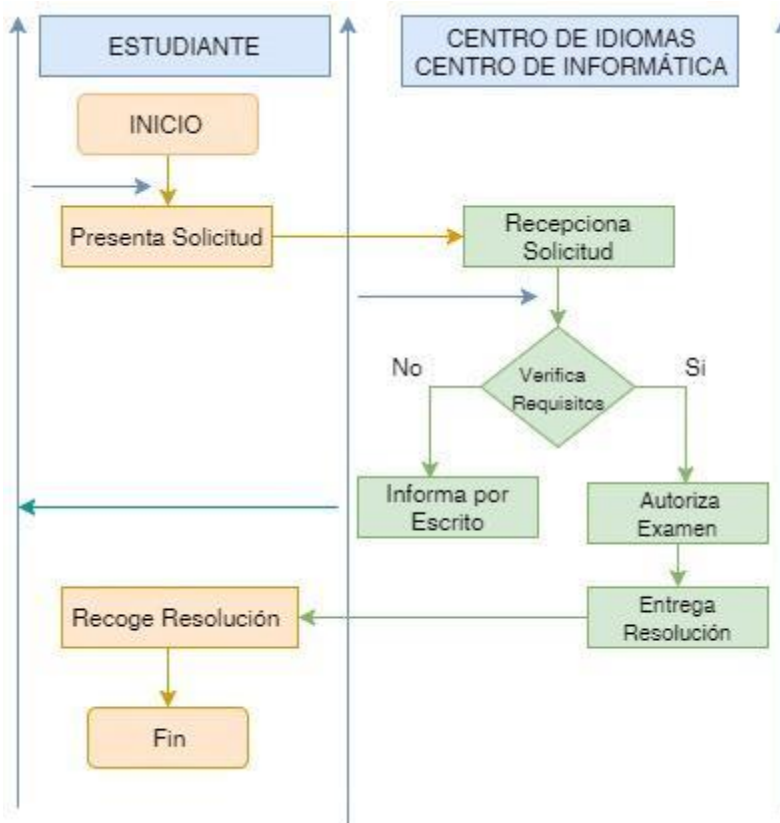 ESTUDIANTE
CENTRO DE IDIOMAS
CENTRO DE INFORMÁTICA
INICIO
Presenta Solicitud
Recepciona
Solicitud
No
Si
Verifica
Requisitos
Informa por
Escrito
Autoriza
Examen
Recoge Resolución
Entrega
Resolución
Fin